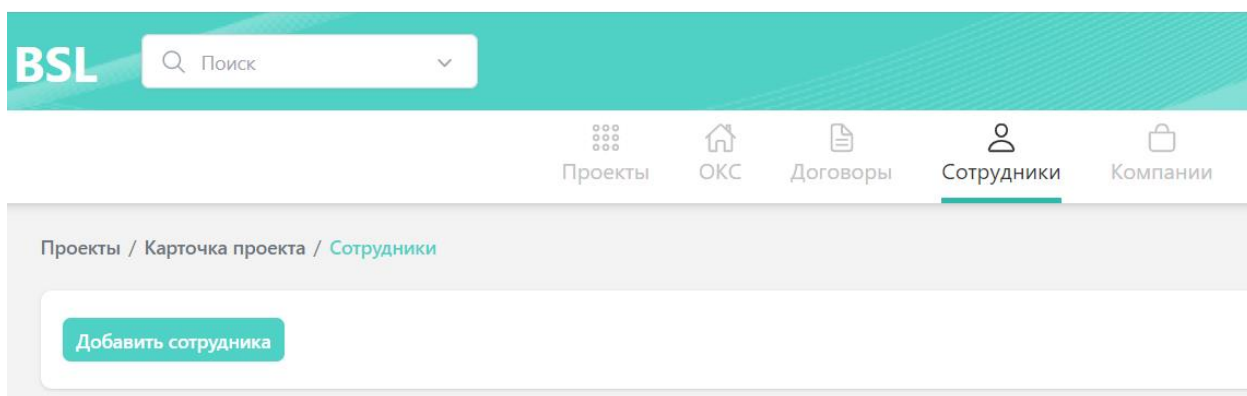 BSL
Поиск
Проекты ОКС Договоры Сотрудники Компании
Проекты / Карточка проекта / Сотрудники
Добавить сотрудника